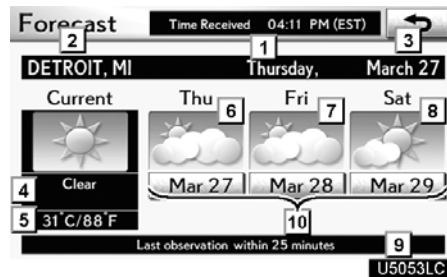 Forecast
Time Received 04:11 PM (EST)
2
1
3
DETROIT, MI Thursday, March 27
Current Thu Fri Sat
6
7
8
4
Clear
Mar 27 Mar 28 Mar 29
5
31°C/88°F
10
Last observation within 25 minutes
9
U5053LC